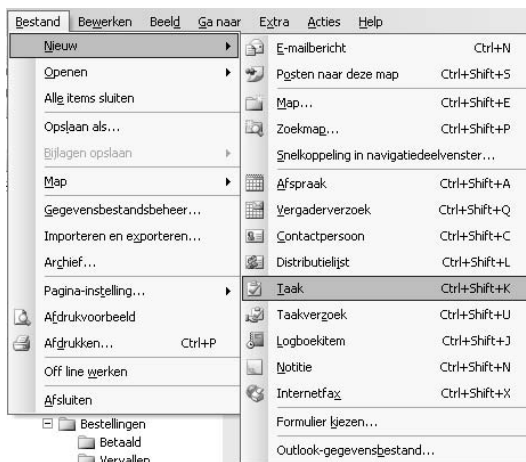 Bestand Bewerken Beeld Ga naar Extra Acties Help
Nieuw
Openen
Alle items sluiten
Opslaan als...
Bijlagen opslaan
Map
Gegevensbestandsbeheer...
Importeren en exporteren...
Archief...
Pagina-instelling...
Afdrukvoorbeeld
Afdrukken... Ctrl+P
Off line werken
Afsluiten
Bestellingen
Betaald
Vervallen
E-mailbericht Ctrl+N
Posten naar deze map Ctrl+Shift+S
Map... Ctrl+Shift+E
Zoekmap... Ctrl+Shift+P
Snelkoppeling in navigatiedeelvenster...
Afspraak Ctrl+Shift+A
Vergaderverzoek Ctrl+Shift+Q
Contactpersoon Ctrl+Shift+C
Distributielijst Ctrl+Shift+L
Taak Ctrl+Shift+K
Taakverzoek Ctrl+Shift+U
Logboekitem Ctrl+Shift+J
Notitie Ctrl+Shift+N
Internetfax Ctrl+Shift+X
Formulier kiezen...
Outlook-gegevensbestand...